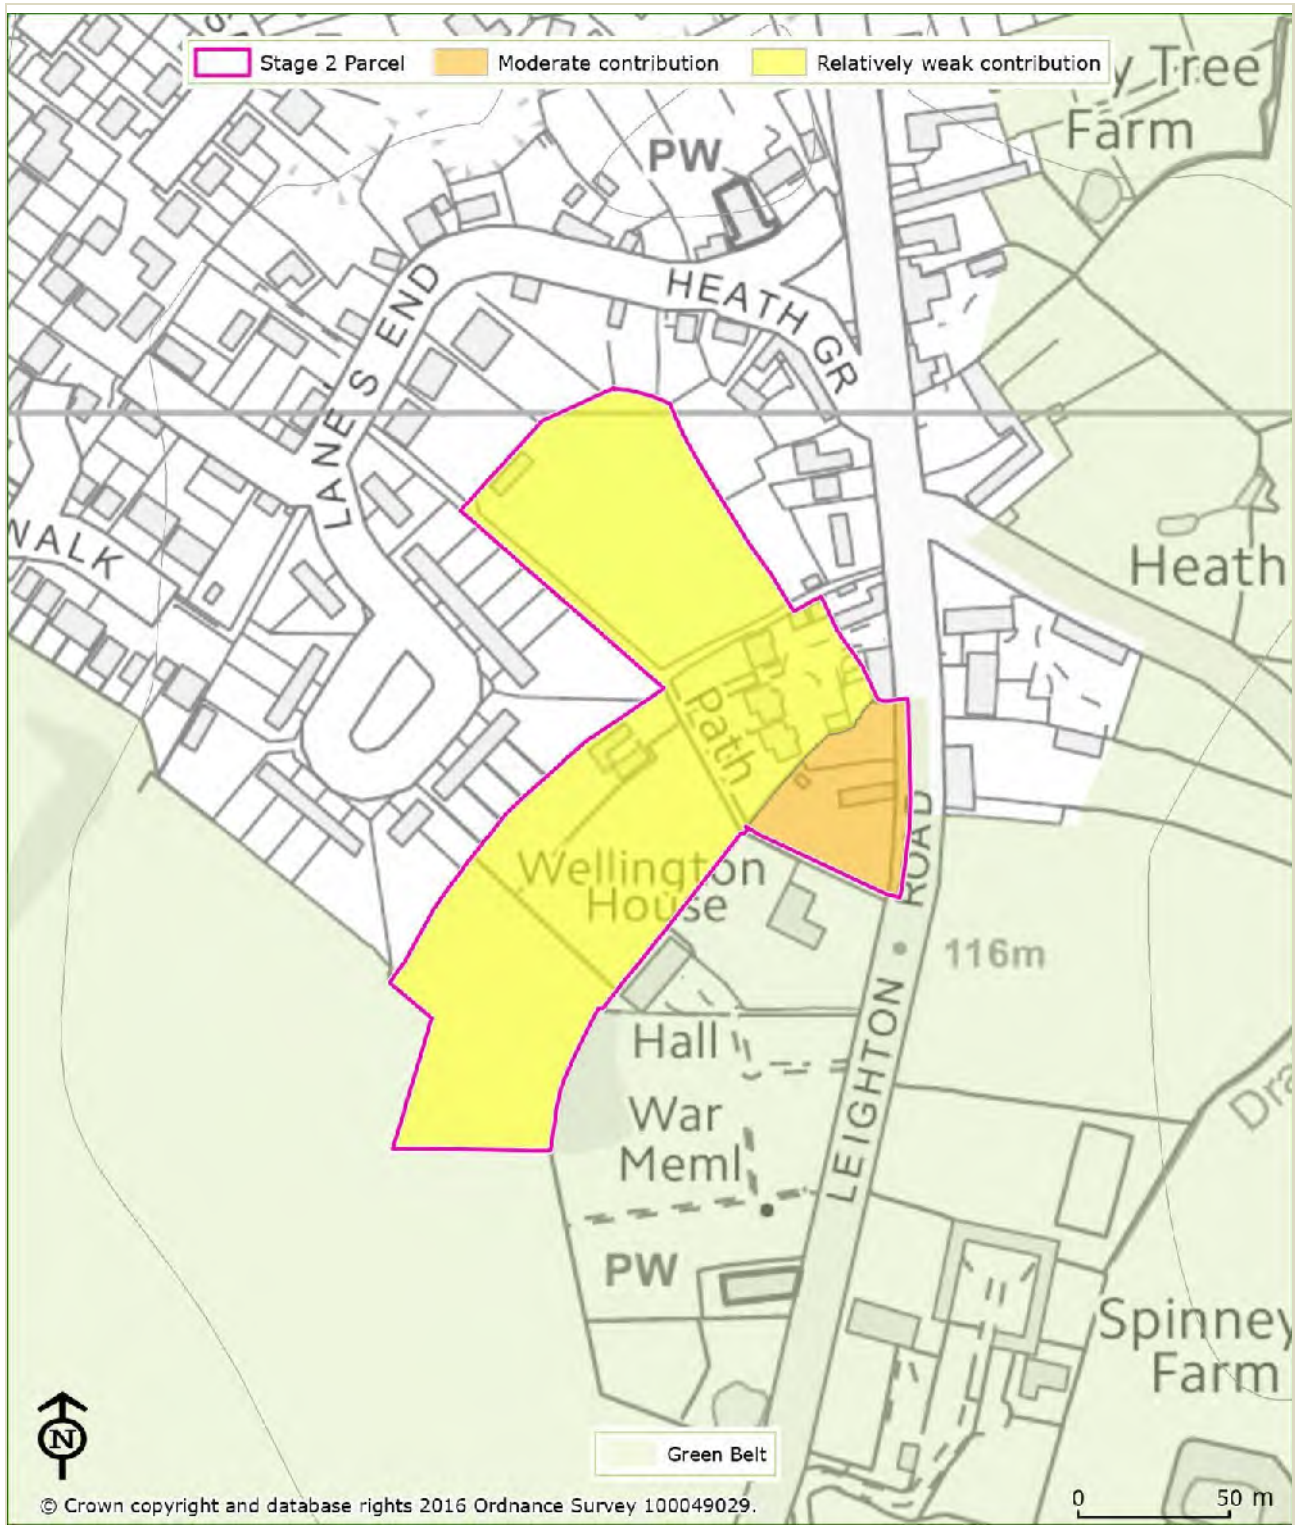 Stage 2 Parcel
Moderate contribution
Relatively weak contribution
Tree
Farm
PW
HEATH GR
LANE'S END
WALK
Heath
Path
Wellington
House
ROAD
116m
LEIGHTON
Hall
War
Meml
PW
Dra
Spinney
Farm
N
Green Belt
© Crown copyright and database rights 2016 Ordnance Survey 100049029.
0
50 m